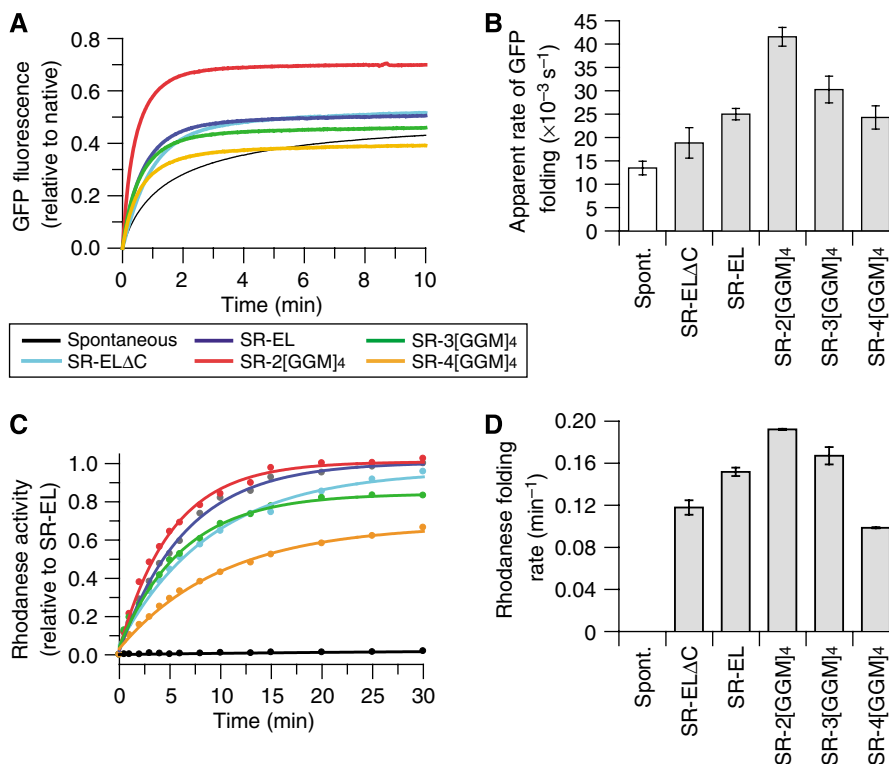 A
GFP fluorescence
(relative to native)
0.8
0.6
0.4
0.2
0.0
0
2
4
6
8
10
Time (min)
B
Apparent rate of GFP
folding (×10⁻³ s⁻¹)
45
40
35
30
25
20
15
10
5
0
Spont.
SR-ELΔC
SR-EL
SR-2[GGM]4
SR-3[GGM]4
SR-4[GGM]4
Spontaneous
SR-EL
SR-3[GGM]4
SR-ELΔC
SR-2[GGM]4
SR-4[GGM]4
C
Rhodanese activity
(relative to SR-EL)
1.0
0.8
0.6
0.4
0.2
0.0
0
5
10
15
20
25
30
Time (min)
D
Rhodanese folding
rate (min⁻¹)
0.20
0.16
0.12
0.08
0.04
0
Spont.
SR-ELΔC
SR-EL
SR-2[GGM]4
SR-3[GGM]4
SR-4[GGM]4